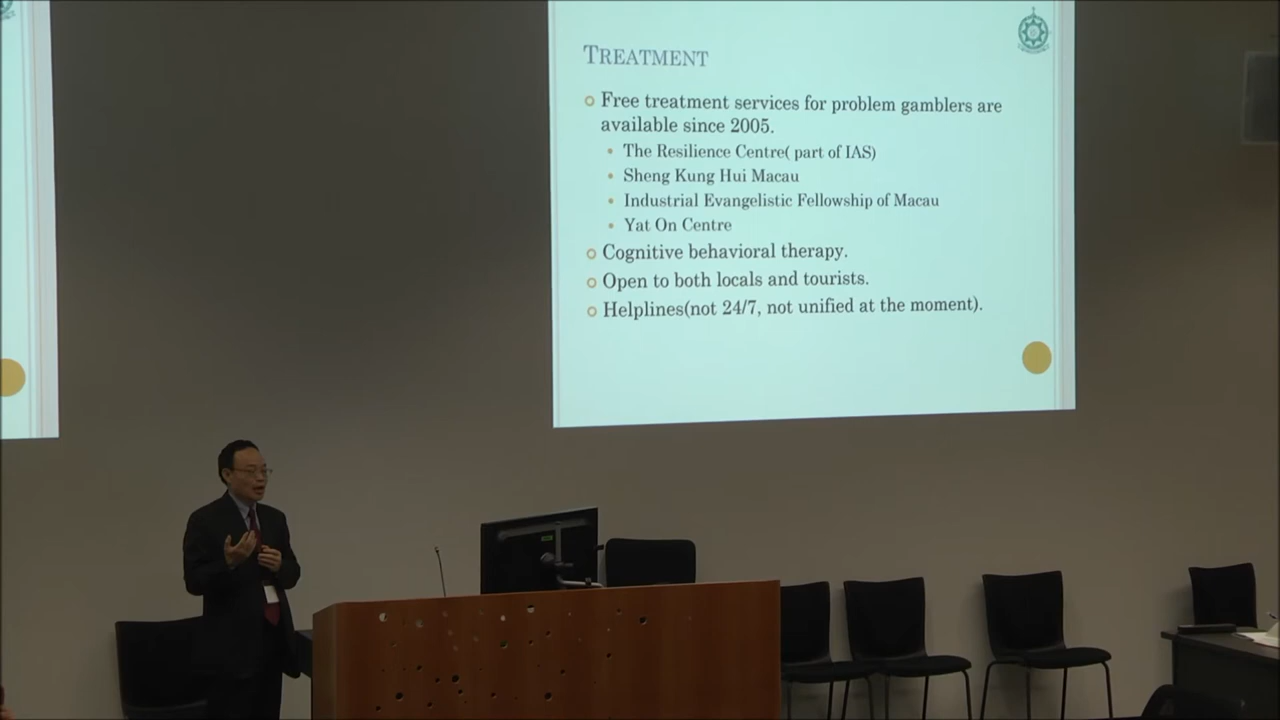 TREATMENT
Free treatment services for problem gamblers are
available since 2005.
The Resilience Centre( part of IAS)
Sheng Kung Hui Macau
Industrial Evangelistic Fellowship of Macau
Yat On Centre
Cognitive behavioral therapy.
Open to both locals and tourists.
Helplines(not 24/7, not unified at the moment).